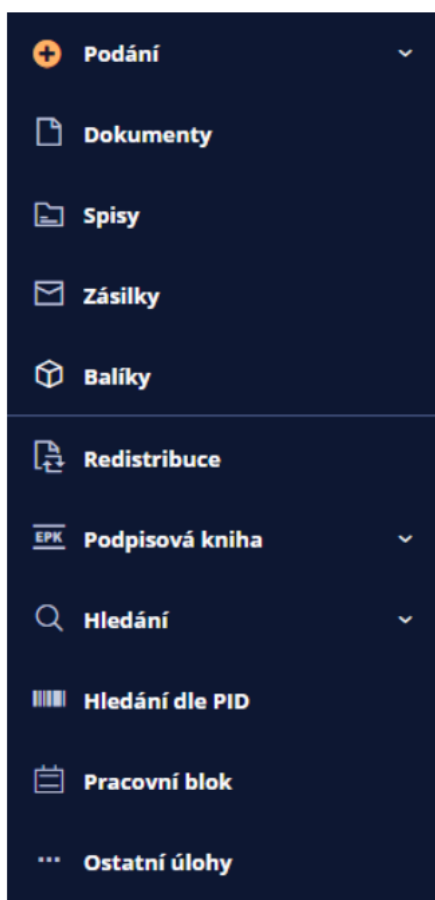 Podání
Dokumenty
Spisy
Zásilky
Balíky
Redistribuce
EPK Podpisová kniha
Hledání
Hledání dle PID
Pracovní blok
Ostatní úlohy